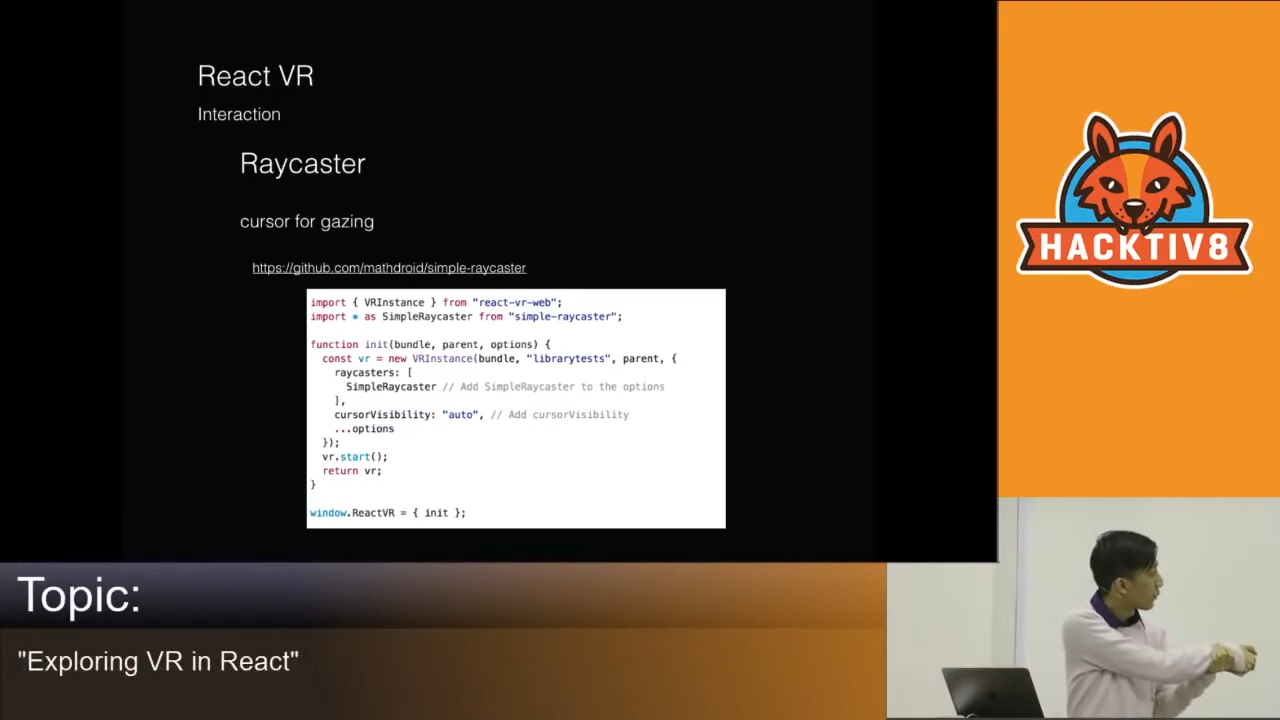 React VR
Interaction
Raycaster
cursor for gazing
https://github.com/mathdroid/simple-raycaster
import { VRInstance } from "react-vr-web";
import * as SimpleRaycaster from "simple-raycaster";
function init(bundle, parent, options) {
const vr = new VRInstance(bundle, "librarytests", parent, {
raycasters: [
SimpleRaycaster // Add SimpleRaycaster to the options
],
cursorVisibility: "auto", // Add cursorVisibility
...options
});
vr.start();
return vr;
}
window.ReactVR = { init };
HACKTIV8
Topic:
"Exploring VR in React"